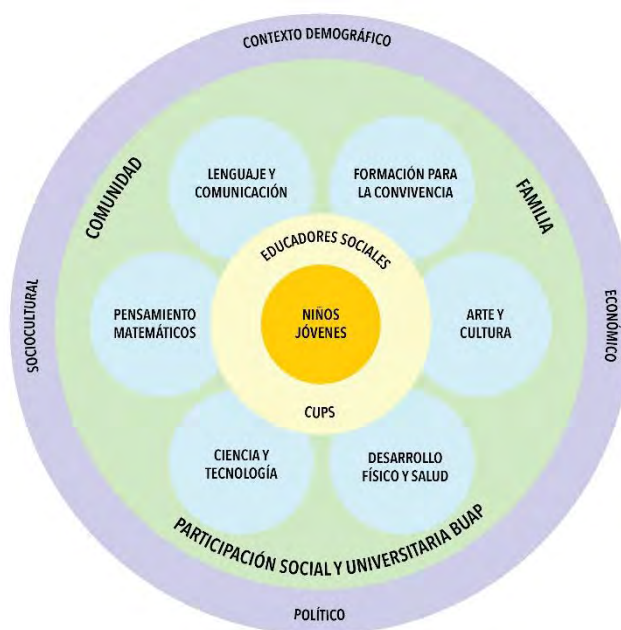 CONTEXTO DEMOGRÁFICO
COMUNIDAD
FAMILIA
LENGUAJE Y
COMUNICACIÓN
FORMACIÓN PARA
LA CONVIVENCIA
EDUCADORES SOCIALES
SOCIOCULTURAL
PENSAMIENTO
MATEMÁTICOS
NIÑOS
JÓVENES
ARTE Y
CULTURA
ECONÓMICO
CUPS
CIENCIA Y
TECNOLOGÍA
DESARROLLO
FÍSICO Y SALUD
PARTICIPACIÓN SOCIAL Y UNIVERSITARIA BUAP
POLÍTICO